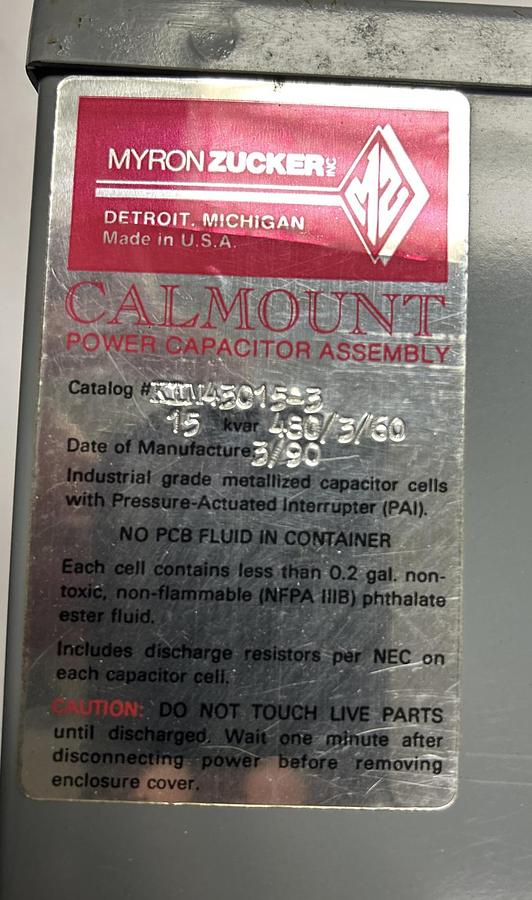 MYRON ZUCKER INC
MZ
DETROIT, MICHIGAN
Made in U.S.A.
CALMOUNT
POWER CAPACITOR ASSEMBLY
Catalog #
15 kvar 480/3/60
Date of Manufacture 3/90
Industrial grade metallized capacitor cells
with Pressure-Actuated Interrupter (PAI).
NO PCB FLUID IN CONTAINER
Each cell contains less than 0.2 gal. non-
toxic, non-flammable (NFPA IIIB) phthalate
ester fluid.
Includes discharge resistors per NEC on
each capacitor cell.
CAUTION: DO NOT TOUCH LIVE PARTS
until discharged. Wait one minute after
disconnecting power before removing
enclosure cover.